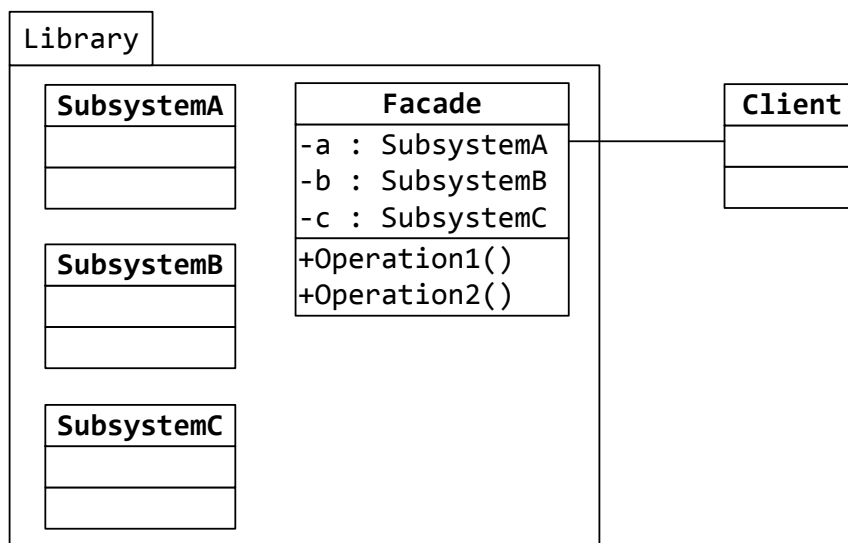 Library
SubsystemA
Facade
-a : SubsystemA
-b : SubsystemB
-c : SubsystemC
+Operation1()
+Operation2()
Client
SubsystemB
SubsystemC